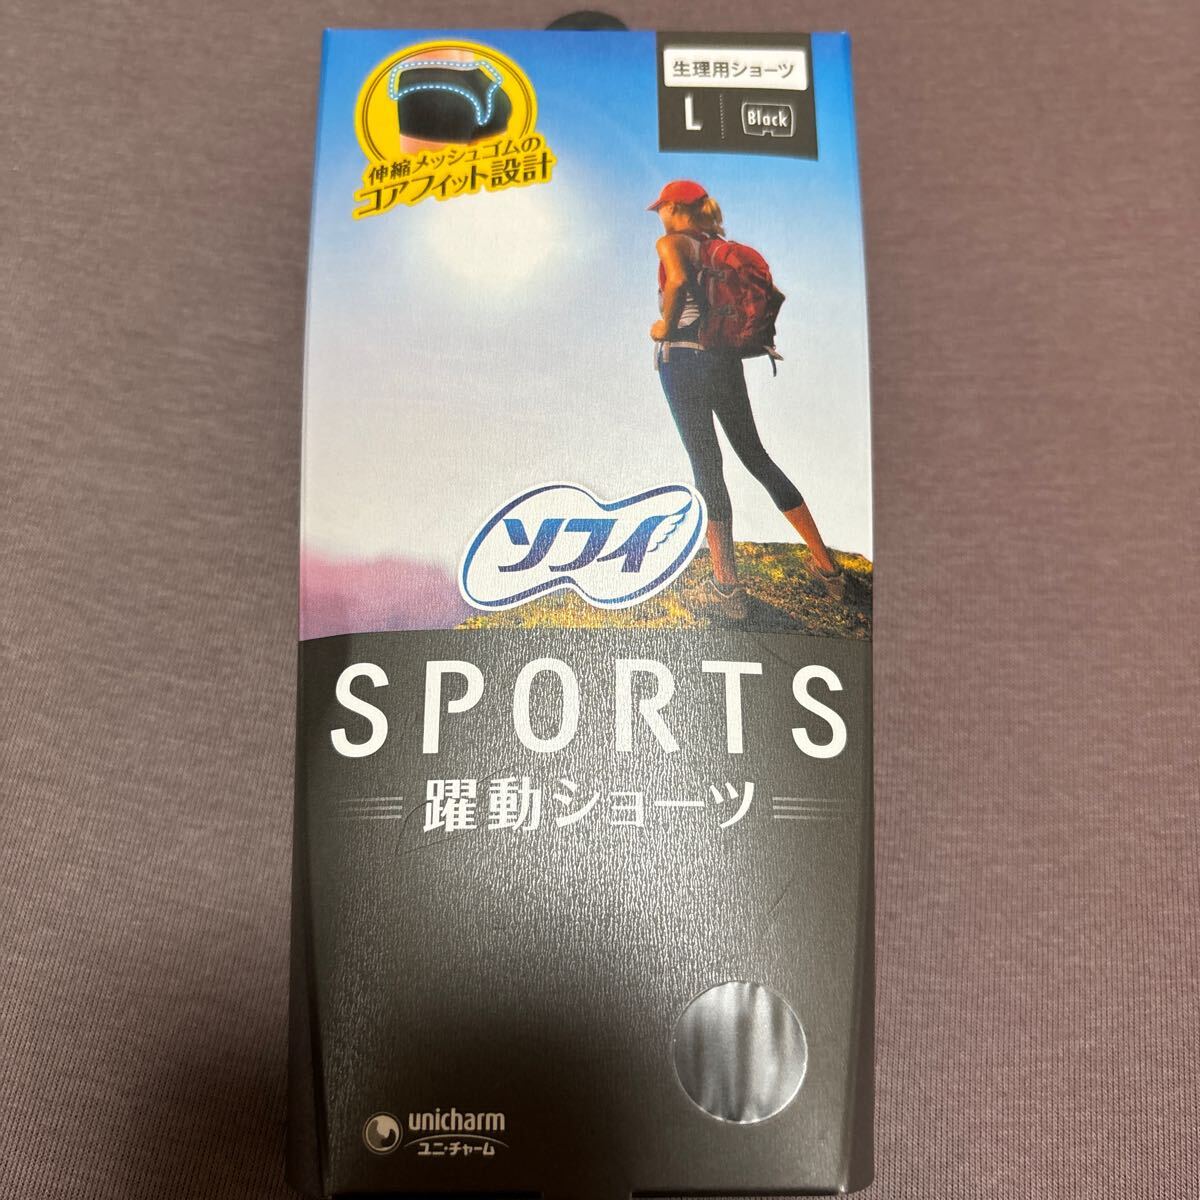 伸縮メッシュゴムの
コアフィット設計
生理用ショーツ
L
Black
ソフィ
SPORTS
躍動ショーツ
unicharm
ユニ・チャーム